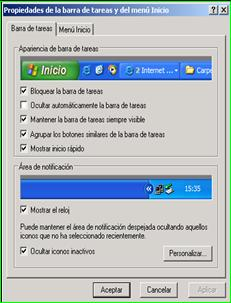 Propiedades de la barra de tareas y del menú Inicio
Barra de tareas Menú Inicio
Apariencia de barra de tareas
Inicio 2 Internet ... Carpe
Bloquear la barra de tareas
Ocultar automáticamente la barra de tareas
Mantener la barra de tareas siempre visible
Agrupar los botones similares de la barra de tareas
Mostrar inicio rápido
Área de notificación
15:35
Mostrar el reloj
Puede mantener el área de notificación despejada ocultando aquellos
iconos que no ha seleccionado recientemente.
Ocultar iconos inactivos Personalizar...
Aceptar Cancelar Aplicar